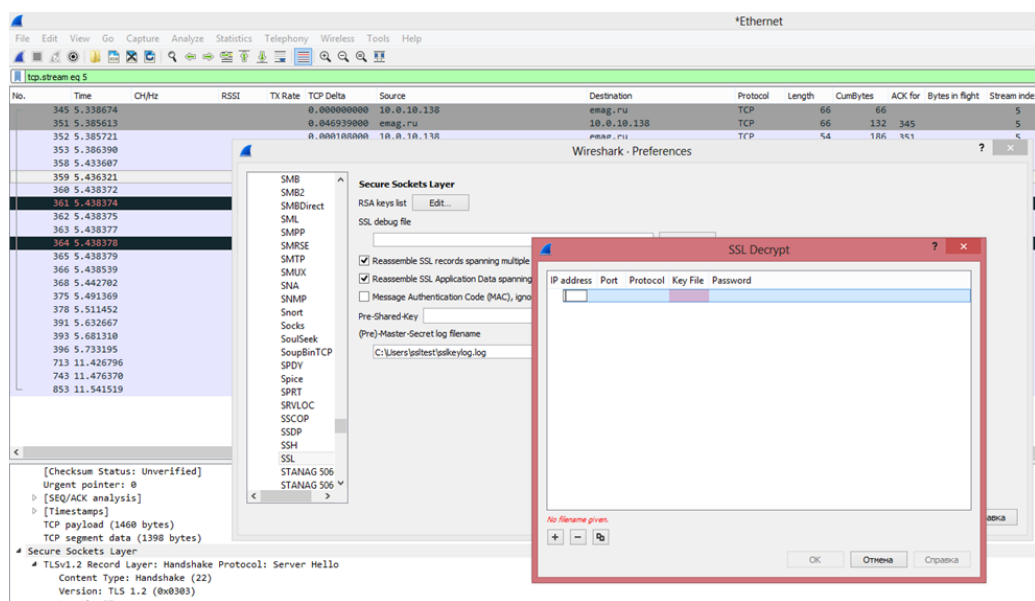 *Ethernet
File Edit View Go Capture Analyze Statistics Telephony Wireless Tools Help
tcp.stream eq 5
No. Time CH/Hz RSSI TX Rate TCP Delta Source Destination Protocol Length CumBytes ACK for Bytes in flight Stream inde
345 5.338674 0.000000000 10.0.10.138 emag.ru TCP 66 66 5
351 5.385613 0.046939000 emag.ru 10.0.10.138 TCP 66 132 345 5
352 5.385721 0.000108000 10.0.10.138 emag.ru TCP 54 186 351 5
353 5.386390
358 5.433607
359 5.436321
360 5.438372
361 5.438374
362 5.438375
363 5.438377
364 5.438378
365 5.438379
366 5.438539
368 5.442702
375 5.491369
378 5.511452
391 5.632667
393 5.681310
396 5.733195
713 11.426796
743 11.476370
853 11.541519
Wireshark · Preferences
?
SMB
SMB2
SMBDirect
SML
SMPP
SMRSE
SMTP
SMUX
SNA
SNMP
Snort
Socks
SoulSeek
SoupBinTCP
SPDY
Spice
SPRT
SRVLOC
SSCOP
SSDP
SSH
SSL
STANAG 506
STANAG 506
Secure Sockets Layer
RSA keys list Edit...
SSL debug file
Reassemble SSL records spanning multiple
Reassemble SSL Application Data spanning
Message Authentication Code (MAC), igno
Pre-Shared-Key
(Pre)-Master-Secret log filename
C:\Users\ssltest\sslkeylog.log
авка
SSL Decrypt
?
IP address Port Protocol Key File Password
No filename given.
OK Отмена Справка
[Checksum Status: Unverified]
Urgent pointer: 0
[SEQ/ACK analysis]
[Timestamps]
TCP payload (1460 bytes)
TCP segment data (1398 bytes)
Secure Sockets Layer
TLSv1.2 Record Layer: Handshake Protocol: Server Hello
Content Type: Handshake (22)
Version: TLS 1.2 (0x0303)